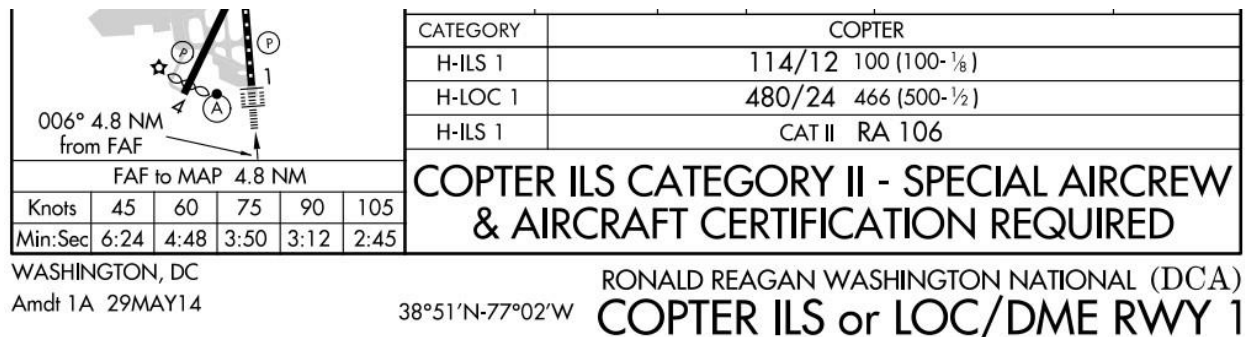 P
P
1
4
A
006° 4.8 NM
from FAF
FAF to MAP 4.8 NM
Knots 45 60 75 90 105
Min:Sec 6:24 4:48 3:50 3:12 2:45
CATEGORY COPTER
H-ILS 1 114/12 100 (100-⅛)
H-LOC 1 480/24 466 (500-½)
H-ILS 1 CAT II RA 106
COPTER ILS CATEGORY II - SPECIAL AIRCREW
& AIRCRAFT CERTIFICATION REQUIRED
WASHINGTON, DC
Amdt 1A 29MAY14
38°51'N-77°02'W
RONALD REAGAN WASHINGTON NATIONAL (DCA)
COPTER ILS or LOC/DME RWY 1